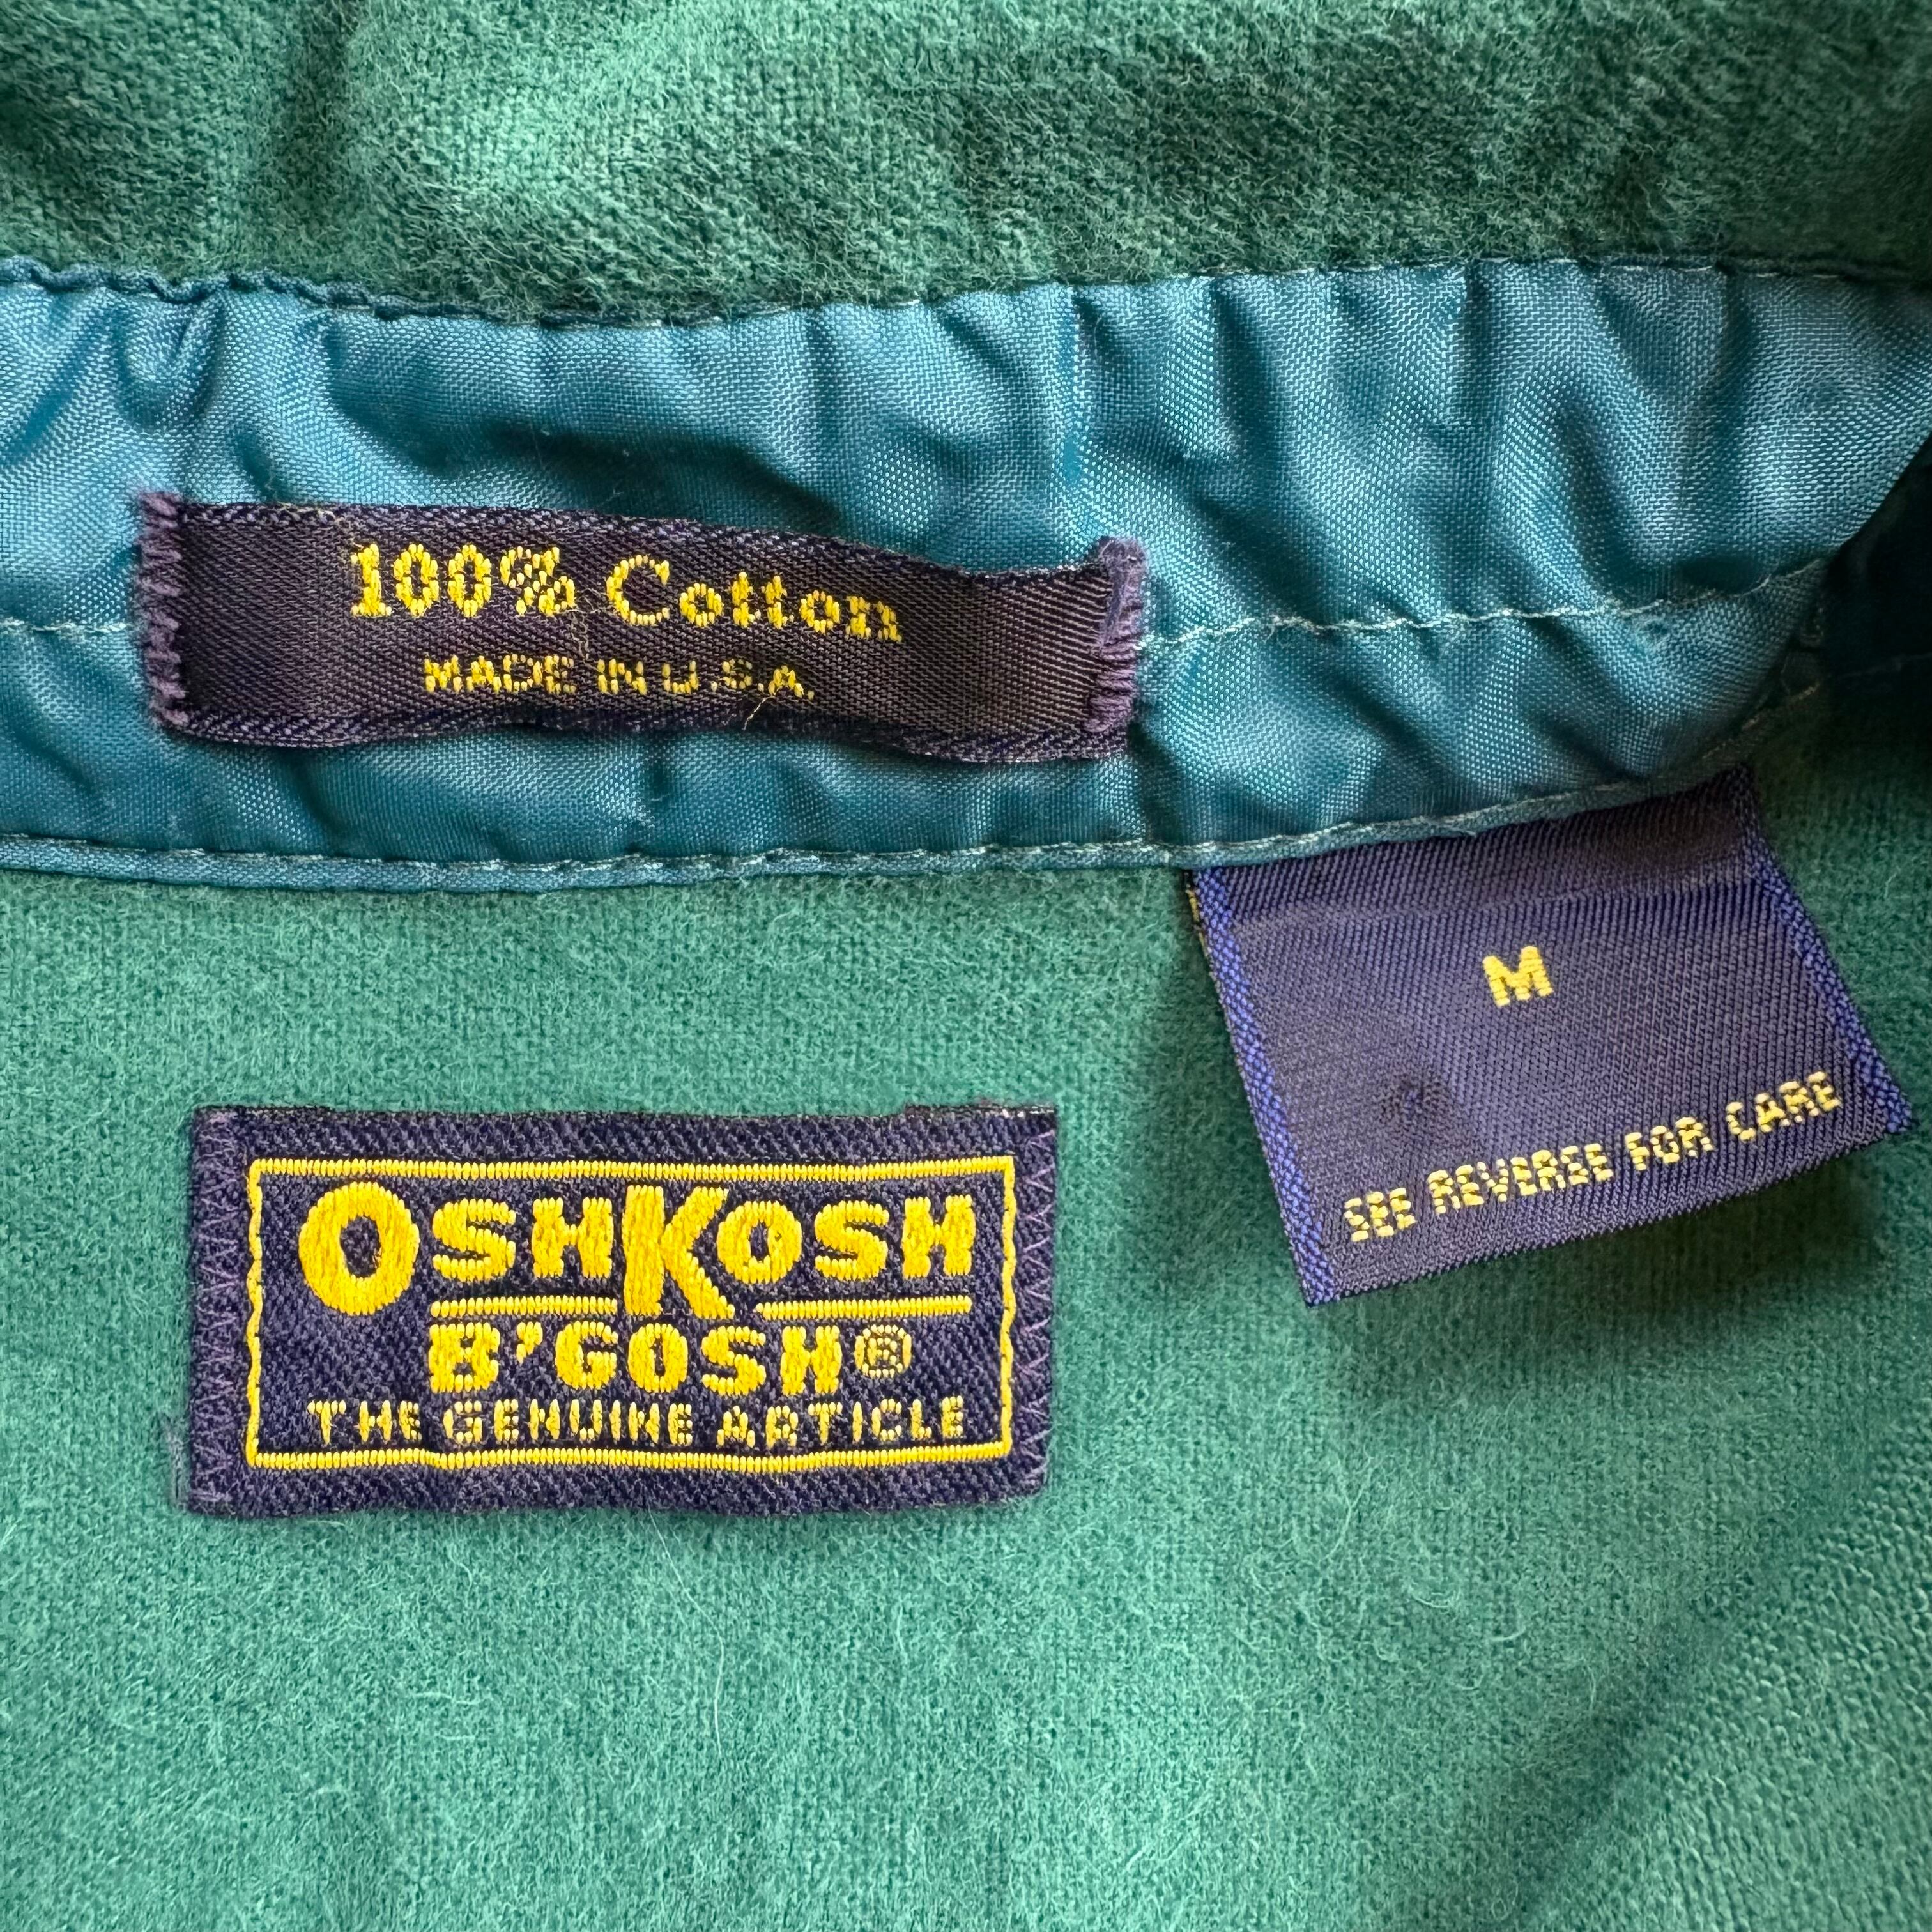 100% Cotton
MADE IN U.S.A.
M
SEE REVERSE FOR CARE
OSHKOSH
B'GOSH®
THE GENUINE ARTICLE